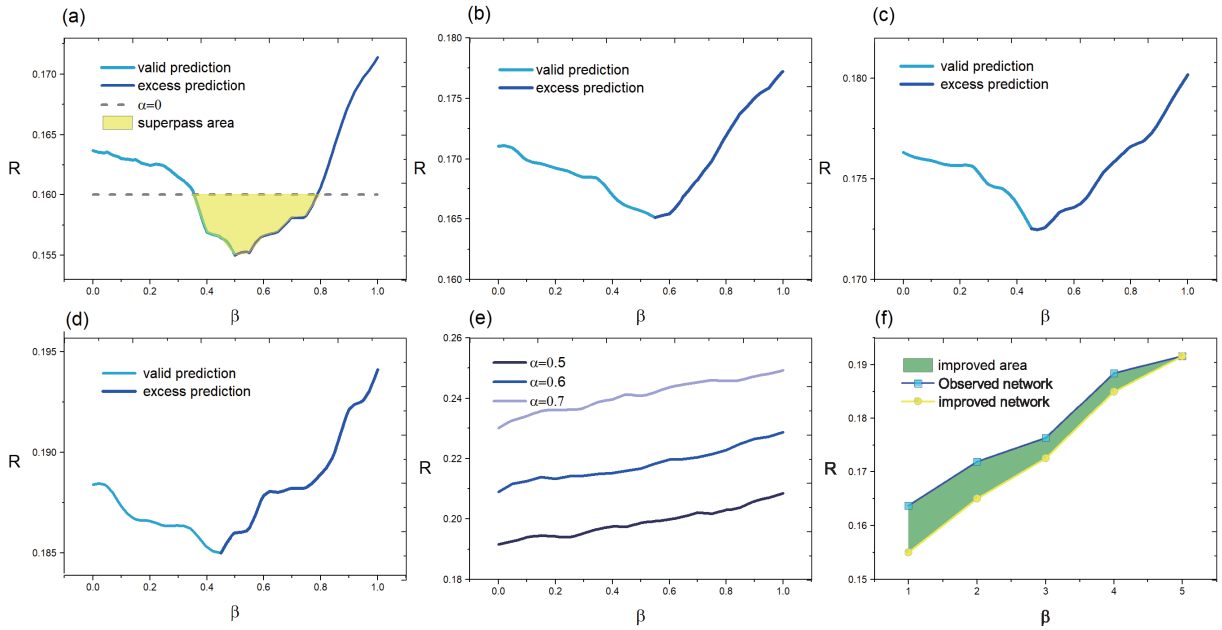 (a)
0.170
0.165
0.160
0.155
R
valid prediction
excess prediction
α=0
superpass area
0.0 0.2 0.4 0.6 0.8 1.0
β
(b)
0.180
0.175
0.170
0.165
0.160
R
valid prediction
excess prediction
0.0 0.2 0.4 0.6 0.8 1.0
β
(c)
0.180
0.175
0.170
R
valid prediction
excess prediction
0.0 0.2 0.4 0.6 0.8 1.0
β
(d)
0.195
0.190
0.185
R
valid prediction
excess prediction
0.0 0.2 0.4 0.6 0.8 1.0
β
(e)
0.26
0.24
0.22
0.20
0.18
R
α=0.5
α=0.6
α=0.7
0.0 0.2 0.4 0.6 0.8 1.0
β
(f)
0.19
0.18
0.17
0.16
0.15
R
improved area
Observed network
improved network
1 2 3 4 5
β